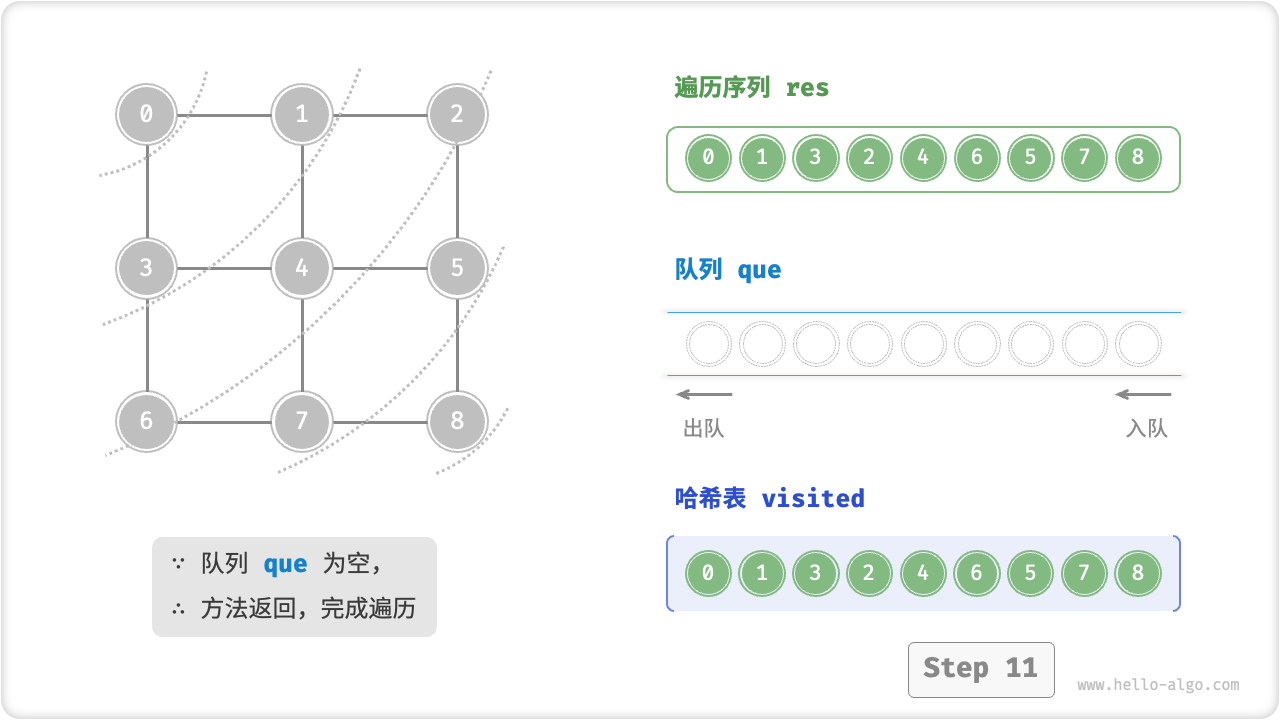 0 1 2
3 4 5
6 7 8
∵ 队列 que 为空，
∴ 方法返回，完成遍历
遍历序列 res
0 1 3 2 4 6 5 7 8
队列 que
出队 入队
哈希表 visited
0 1 3 2 4 6 5 7 8
Step 11
www.hello-algo.com